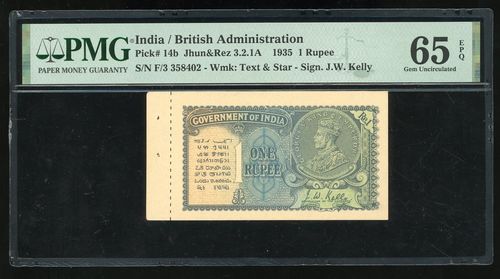 PMG
PAPER MONEY GUARANTY
India / British Administration
Pick# 14b Jhun&Rez 3.2.1A 1935 1 Rupee
S/N F/3 358402 - Wmk: Text & Star - Sign. J.W. Kelly
65 EPQ
Gem Uncirculated
GOVERNMENT OF INDIA
ONE
RUPEE
J. W. Kelly